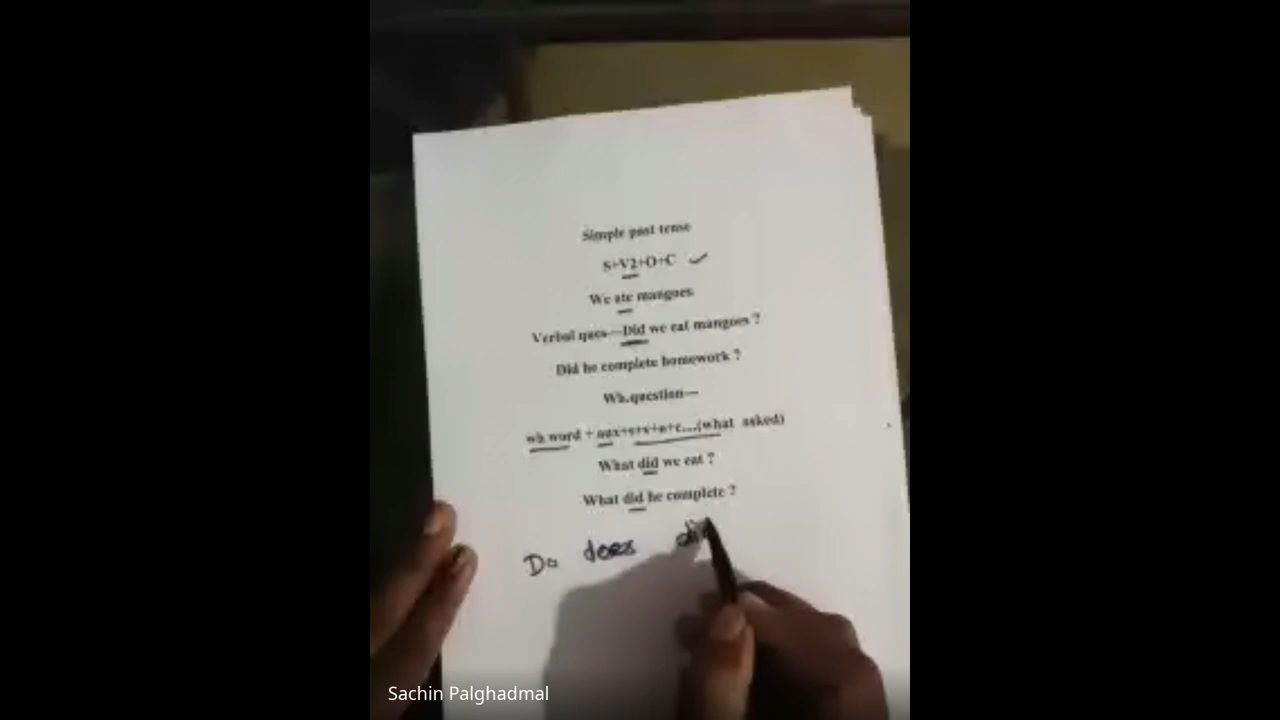 Simple past tense
S+V2+O+C
We ate mangoes
Verbal ques—Did we eat mangoes ?
Did he complete homework ?
Wh.question—
wh word + aux+s+v+o+c...(what asked)
What did we eat ?
What did he complete ?
Do does di
Sachin Palghadmal